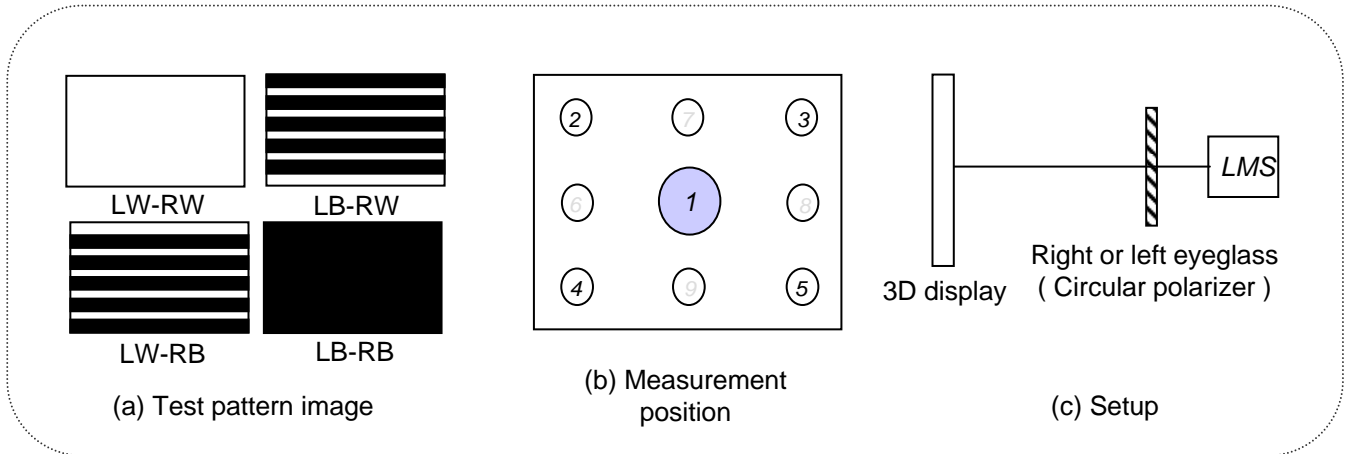 LW-RW
LB-RW
LW-RB
LB-RB
(a) Test pattern image
2
7
3
6
1
8
4
9
5
(b) Measurement
position
LMS
3D display
Right or left eyeglass
( Circular polarizer )
(c) Setup